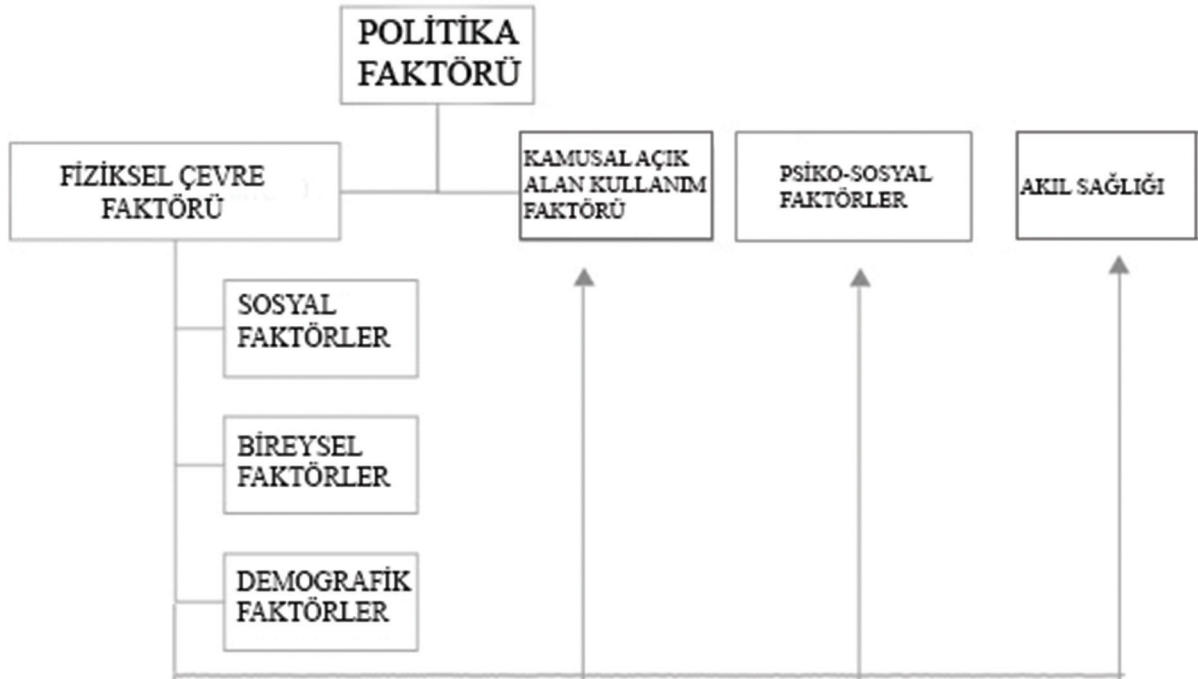 POLİTİKA
FAKTÖRÜ
FİZİKSEL ÇEVRE
FAKTÖRÜ
KAMUSAL AÇIK
ALAN KULLANIM
FAKTÖRÜ
PSİKO-SOSYAL
FAKTÖRLER
AKIL SAĞLIĞI
SOSYAL
FAKTÖRLER
BİREYSEL
FAKTÖRLER
DEMOGRAFİK
FAKTÖRLER